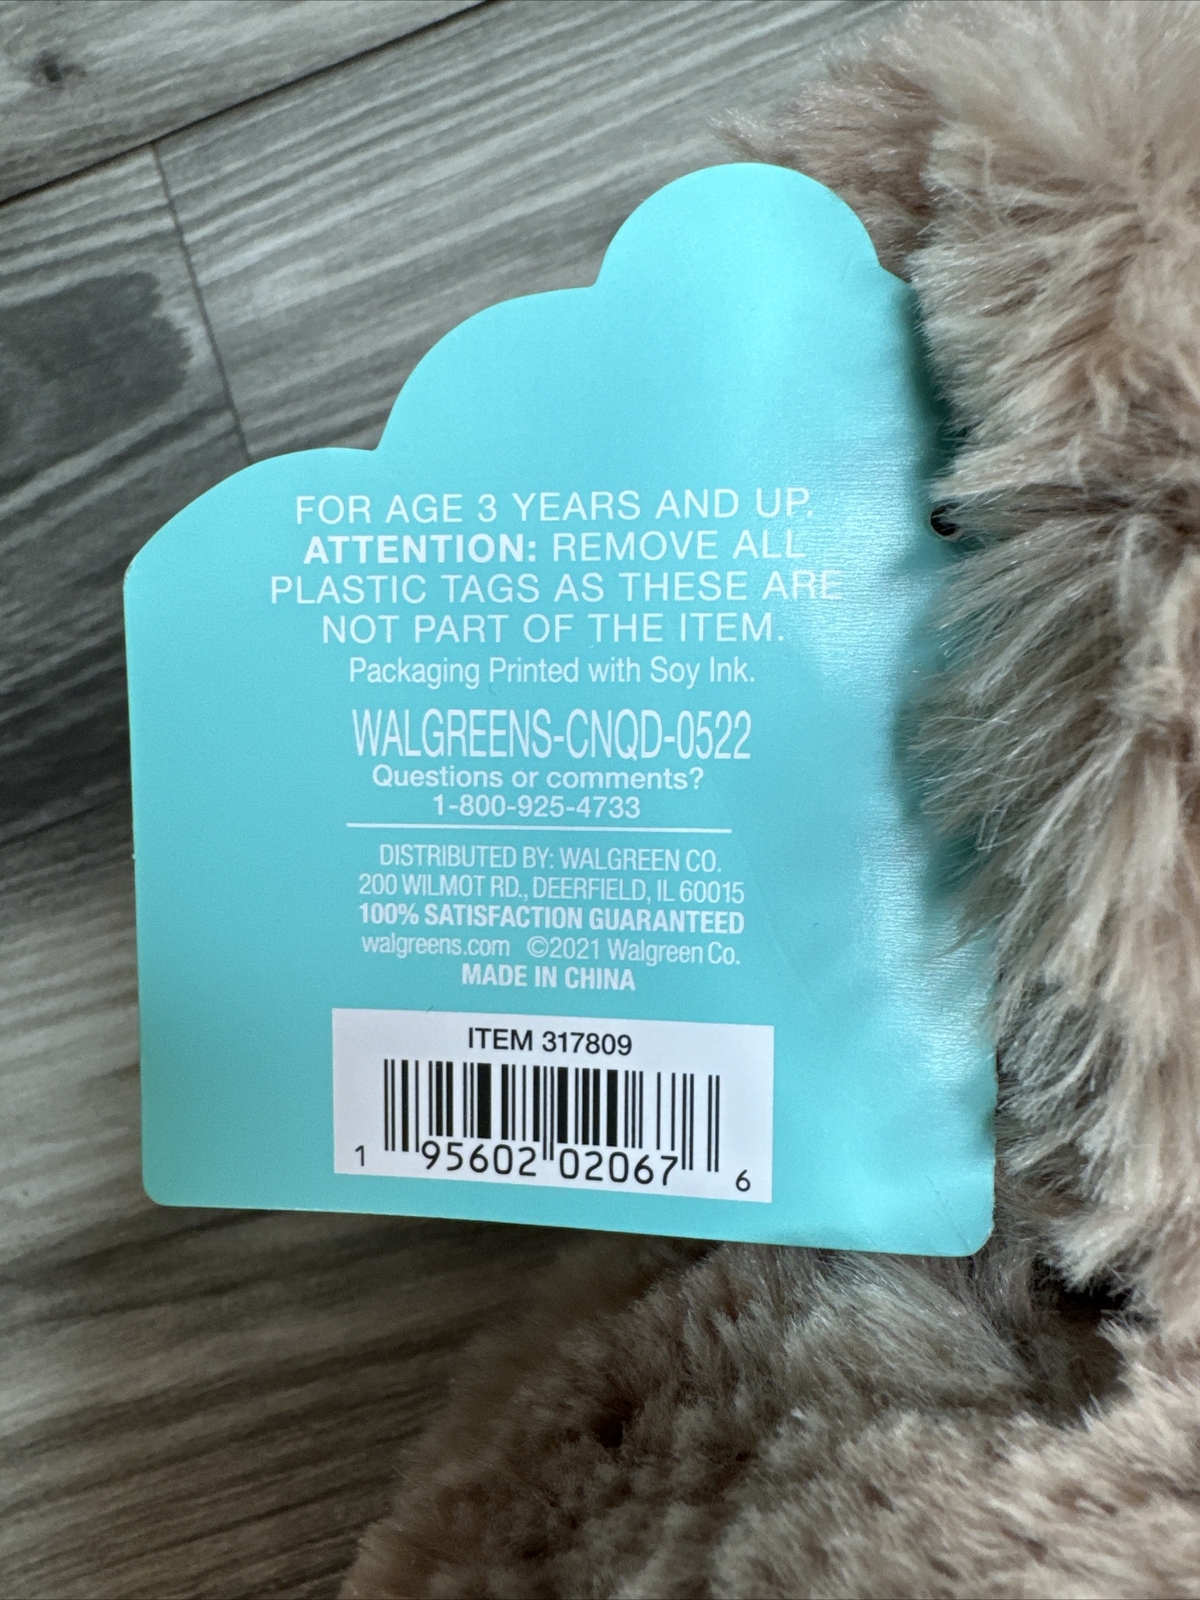 FOR AGE 3 YEARS AND UP.
ATTENTION: REMOVE ALL
PLASTIC TAGS AS THESE ARE
NOT PART OF THE ITEM.
Packaging Printed with Soy Ink.
WALGREENS-CNQD-0522
Questions or comments?
1-800-925-4733
DISTRIBUTED BY: WALGREEN CO.
200 WILMOT RD., DEERFIELD, IL 60015
100% SATISFACTION GUARANTEED
walgreens.com ©2021 Walgreen Co.
MADE IN CHINA
ITEM 317809
1 95602 02067 6